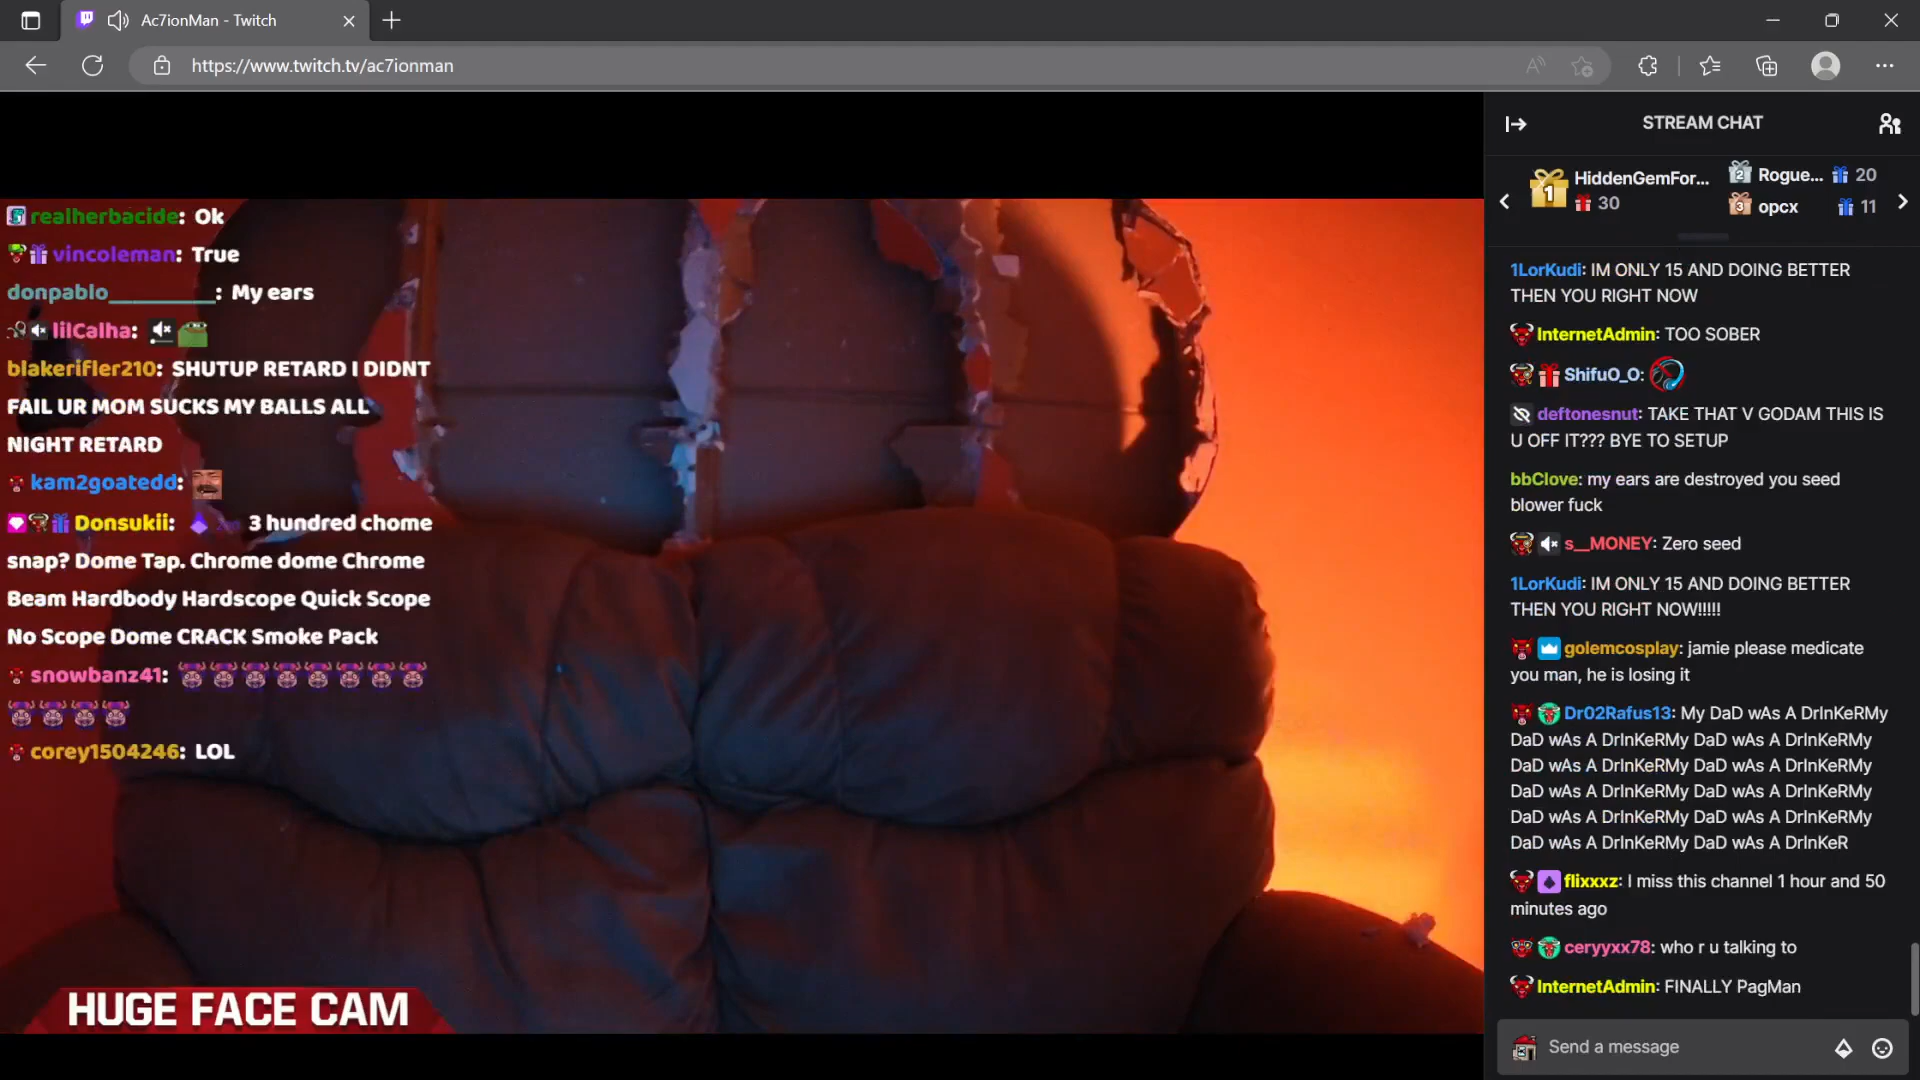 Ac7ionMan - Twitch
https://www.twitch.tv/ac7ionman
realherbacide: Ok
vincoleman: True
donpablo_________: My ears
lilCalha:
blakerifler210: SHUTUP RETARD I DIDNT
FAIL UR MOM SUCKS MY BALLS ALL
NIGHT RETARD
kam2goatedd:
Donsukii: 3 hundred chome
snap? Dome Tap. Chrome dome Chrome
Beam Hardbody Hardscope Quick Scope
No Scope Dome CRACK Smoke Pack
snowbanz41:
corey1504246: LOL
HUGE FACE CAM
STREAM CHAT
1 HiddenGemFor... 30
2 Rogue... 20
3 opcx 11
1LorKudi: IM ONLY 15 AND DOING BETTER
THEN YOU RIGHT NOW
InternetAdmin: TOO SOBER
ShifuO_O:
deftonesnut: TAKE THAT V GODAM THIS IS
U OFF IT??? BYE TO SETUP
bbClove: my ears are destroyed you seed
blower fuck
s__MONEY: Zero seed
1LorKudi: IM ONLY 15 AND DOING BETTER
THEN YOU RIGHT NOW!!!!!
golemcosplay: jamie please medicate
you man, he is losing it
Dr02Rafus13: My DaD wAs A DrInKeRMy
DaD wAs A DrInKeRMy DaD wAs A DrInKeRMy
DaD wAs A DrInKeRMy DaD wAs A DrInKeRMy
DaD wAs A DrInKeRMy DaD wAs A DrInKeRMy
DaD wAs A DrInKeRMy DaD wAs A DrInKeRMy
DaD wAs A DrInKeRMy DaD wAs A DrInKeR
flixxxz: I miss this channel 1 hour and 50
minutes ago
ceryyxx78: who r u talking to
InternetAdmin: FINALLY PagMan
Send a message